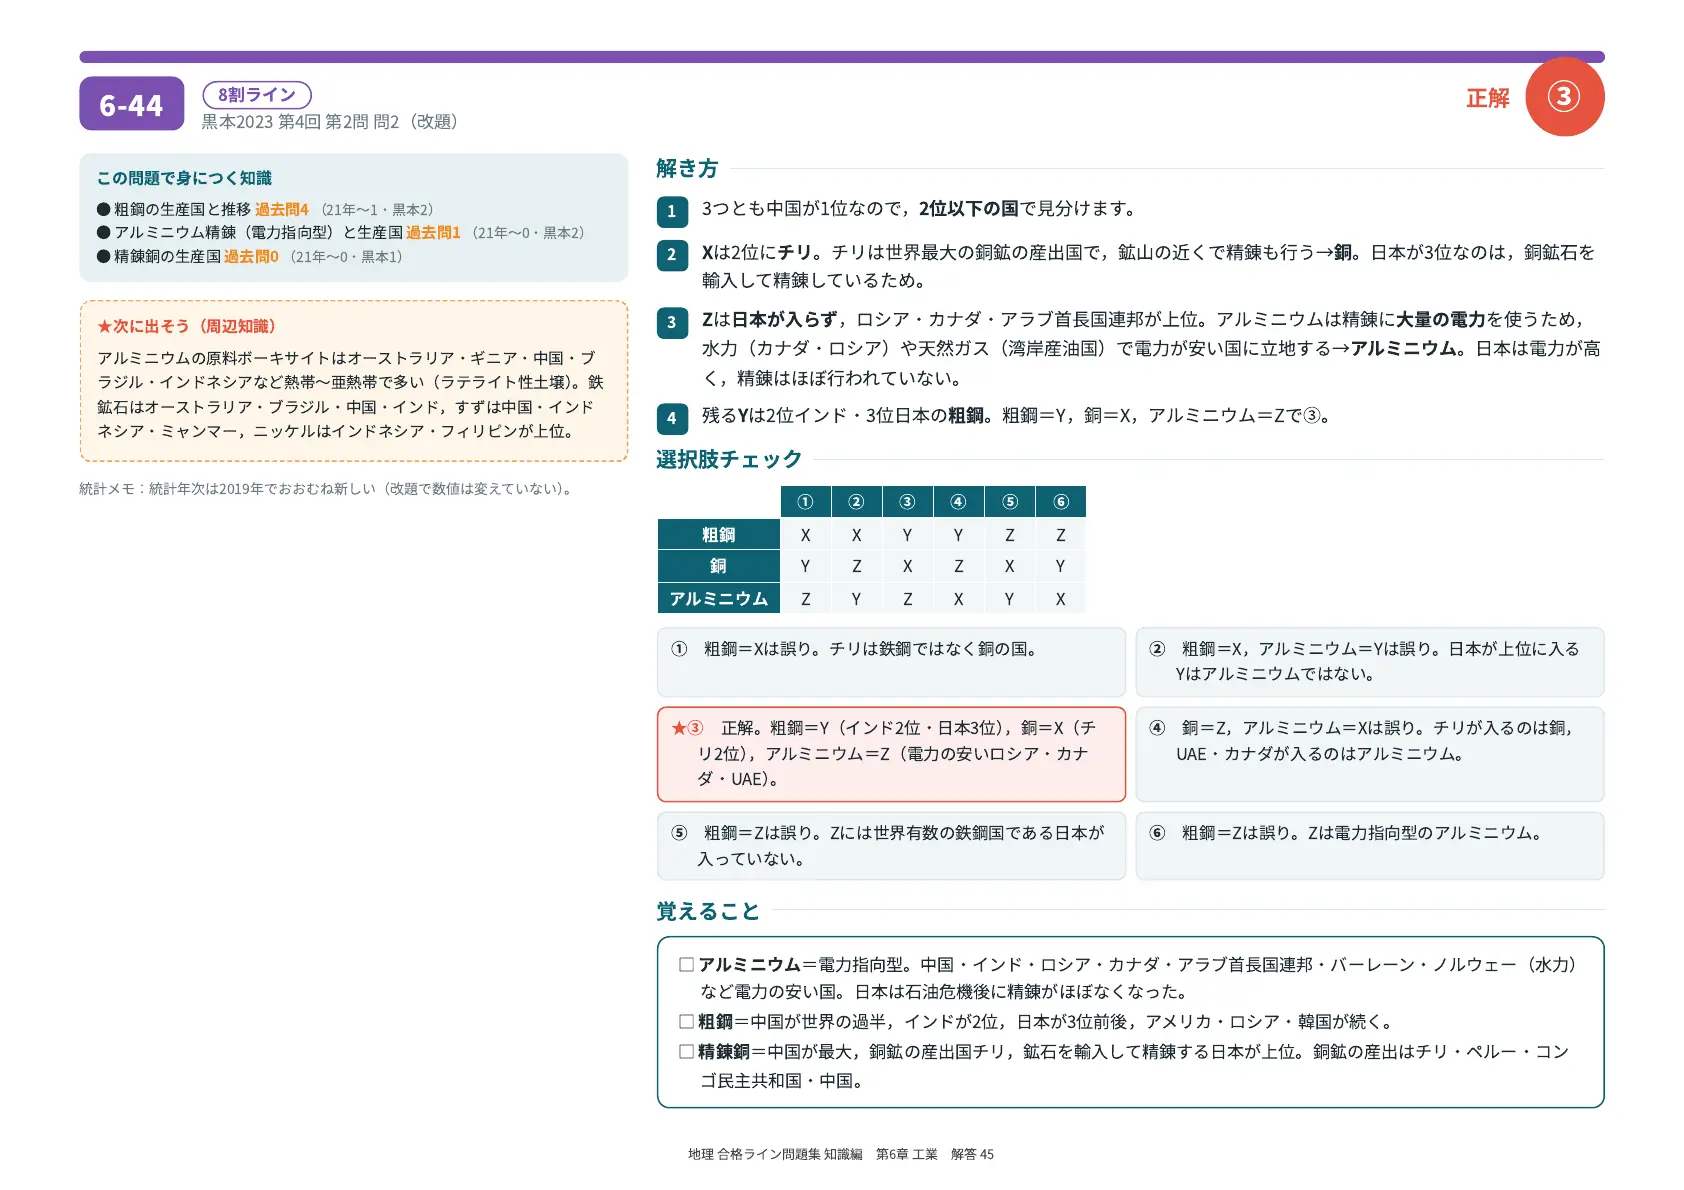 6-44
8割ライン
黒本2023 第4回 第2問 問2（改題）
正解 ③
この問題で身につく知識
● 粗鋼の生産国と推移 過去問4 （21年〜1・黒本2）
● アルミニウム精錬（電力指向型）と生産国 過去問1 （21年〜0・黒本2）
● 精錬銅の生産国 過去問0 （21年〜0・黒本1）
★次に出そう（周辺知識）
アルミニウムの原料ボーキサイトはオーストラリア・ギニア・中国・ブ
ラジル・インドネシアなど熱帯〜亜熱帯で多い（ラテライト性土壌）。鉄
鉱石はオーストラリア・ブラジル・中国・インド，すずは中国・インド
ネシア・ミャンマー，ニッケルはインドネシア・フィリピンが上位。
統計メモ：統計年次は2019年でおおむね新しい（改題で数値は変えていない）。
解き方
1 3つとも中国が1位なので，2位以下の国で見分けます。
2 Xは2位にチリ。チリは世界最大の銅鉱の産出国で，鉱山の近くで精錬も行う→銅。日本が3位なのは，銅鉱石を
輸入して精錬しているため。
3 Zは日本が入らず，ロシア・カナダ・アラブ首長国連邦が上位。アルミニウムは精錬に大量の電力を使うため，
水力（カナダ・ロシア）や天然ガス（湾岸産油国）で電力が安い国に立地する→アルミニウム。日本は電力が高
く，精錬はほぼ行われていない。
4 残るYは2位インド・3位日本の粗鋼。粗鋼＝Y，銅＝X，アルミニウム＝Zで③。
選択肢チェック
① ② ③ ④ ⑤ ⑥
粗鋼 X X Y Y Z Z
銅 Y Z X Z X Y
アルミニウム Z Y Z X Y X
① 粗鋼＝Xは誤り。チリは鉄鋼ではなく銅の国。
② 粗鋼＝X，アルミニウム＝Yは誤り。日本が上位に入る
Yはアルミニウムではない。
★③ 正解。粗鋼＝Y（インド2位・日本3位），銅＝X（チ
リ2位），アルミニウム＝Z（電力の安いロシア・カナ
ダ・UAE）。
④ 銅＝Z，アルミニウム＝Xは誤り。チリが入るのは銅，
UAE・カナダが入るのはアルミニウム。
⑤ 粗鋼＝Zは誤り。Zには世界有数の鉄鋼国である日本が
入っていない。
⑥ 粗鋼＝Zは誤り。Zは電力指向型のアルミニウム。
覚えること
□ アルミニウム＝電力指向型。中国・インド・ロシア・カナダ・アラブ首長国連邦・バーレーン・ノルウェー（水力）
など電力の安い国。日本は石油危機後に精錬がほぼなくなった。
□ 粗鋼＝中国が世界の過半，インドが2位，日本が3位前後，アメリカ・ロシア・韓国が続く。
□ 精錬銅＝中国が最大，銅鉱の産出国チリ，鉱石を輸入して精錬する日本が上位。銅鉱の産出はチリ・ペルー・コン
ゴ民主共和国・中国。
地理 合格ライン問題集 知識編 第6章 工業 解答 45